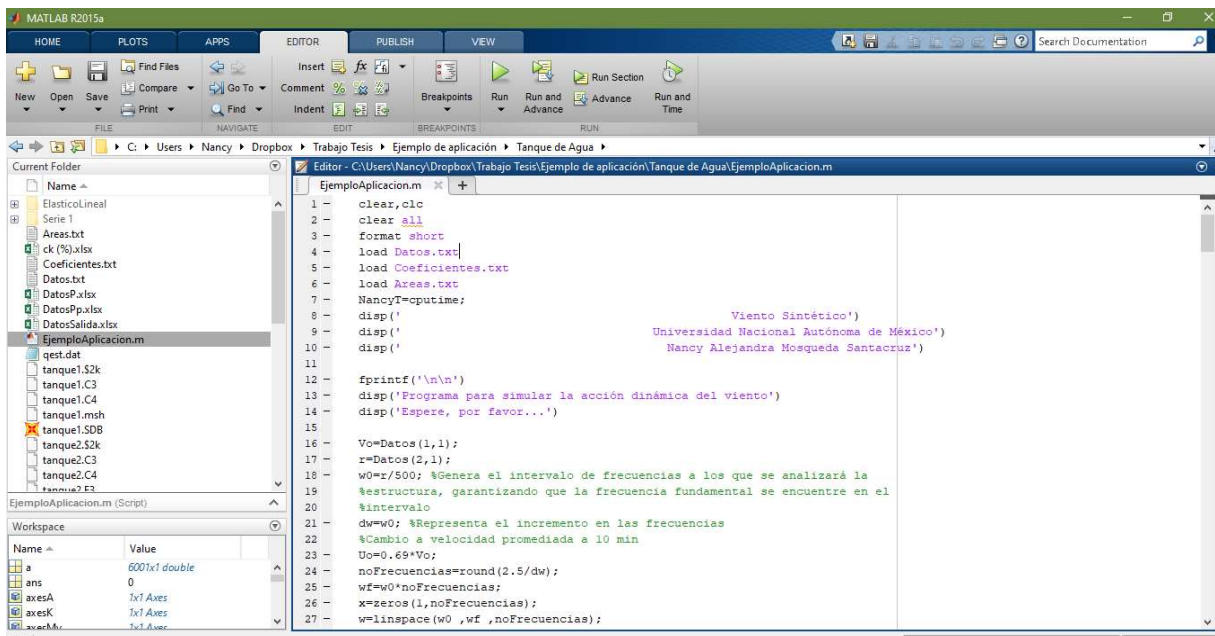 MATLAB R2015a
HOME PLOTS APPS EDITOR PUBLISH VIEW Search Documentation
New Open Save Find Files Compare Print Go To Find Insert fx Comment Indent Breakpoints Run Run and Advance Run Section Advance Run and Time
FILE NAVIGATE EDIT BREAKPOINTS RUN
C: Users Nancy Dropbox Trabajo Tesis Ejemplo de aplicación Tanque de Agua
Current Folder
Name
ElasticoLineal
Serie 1
Areas.txt
ck (%).xlsx
Coeficientes.txt
Datos.txt
DatosP.xlsx
DatosPp.xlsx
DatosSalida.xlsx
EjemploAplicacion.m
qest.dat
tanque1.$2k
tanque1.C3
tanque1.C4
tanque1.msh
tanque1.SDB
tanque2.$2k
tanque2.C3
tanque2.C4
tanque2.F3
EjemploAplicacion.m (Script)
Workspace
Name Value
a 6001x1 double
ans 0
axesA 1x1 Axes
axesK 1x1 Axes
axesMv 1x1 Axes
Editor - C:\Users\Nancy\Dropbox\Trabajo Tesis\Ejemplo de aplicación\Tanque de Agua\EjemploAplicacion.m
EjemploAplicacion.m
1 - clear,clc
2 - clear all
3 - format short
4 - load Datos.txt
5 - load Coeficientes.txt
6 - load Areas.txt
7 - NancyT=cputime;
8 - disp(' Viento Sintético')
9 - disp(' Universidad Nacional Autónoma de México')
10 - disp(' Nancy Alejandra Mosqueda Santacruz')
11
12 - fprintf('\n\n')
13 - disp('Programa para simular la acción dinámica del viento')
14 - disp('Espere, por favor...')
15
16 - Vo=Datos(1,1);
17 - r=Datos(2,1);
18 - w0=r/500; %Genera el intervalo de frecuencias a los que se analizará la
19 %estructura, garantizando que la frecuencia fundamental se encuentre en el
20 %intervalo
21 - dw=w0; %Representa el incremento en las frecuencias
22 %Cambio a velocidad promediada a 10 min
23 - Uo=0.69*Vo;
24 - noFrecuencias=round(2.5/dw);
25 - wf=w0*noFrecuencias;
26 - x=zeros(1,noFrecuencias);
27 - w=linspace(w0 ,wf ,noFrecuencias);